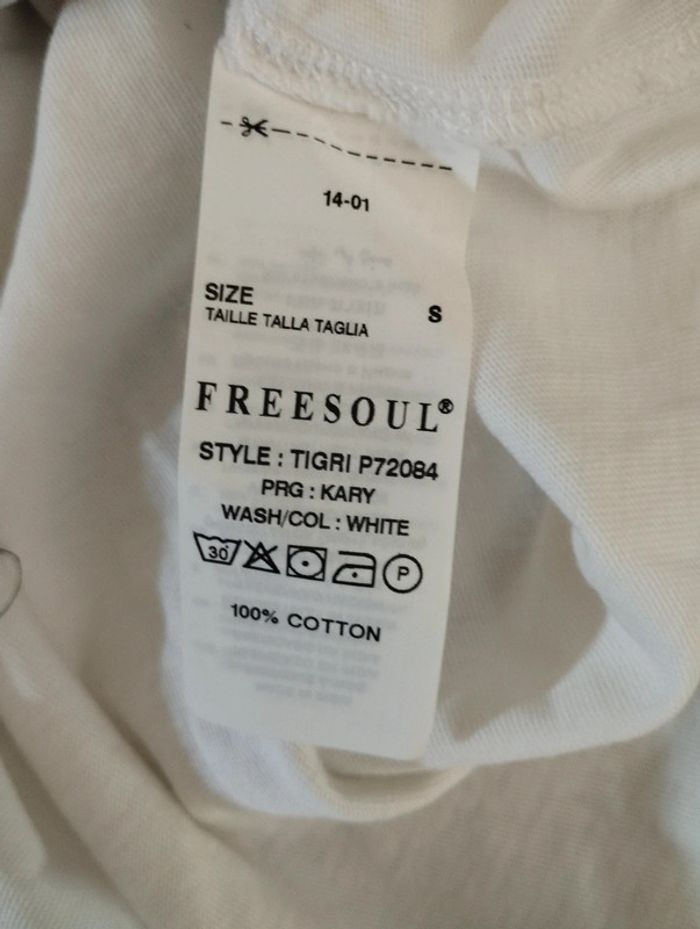 14-01
SIZE S
TAILLE TALLA TAGLIA
FREESOUL®
STYLE : TIGRI P72084
PRG : KARY
WASH/COL : WHITE
30 P
100% COTTON